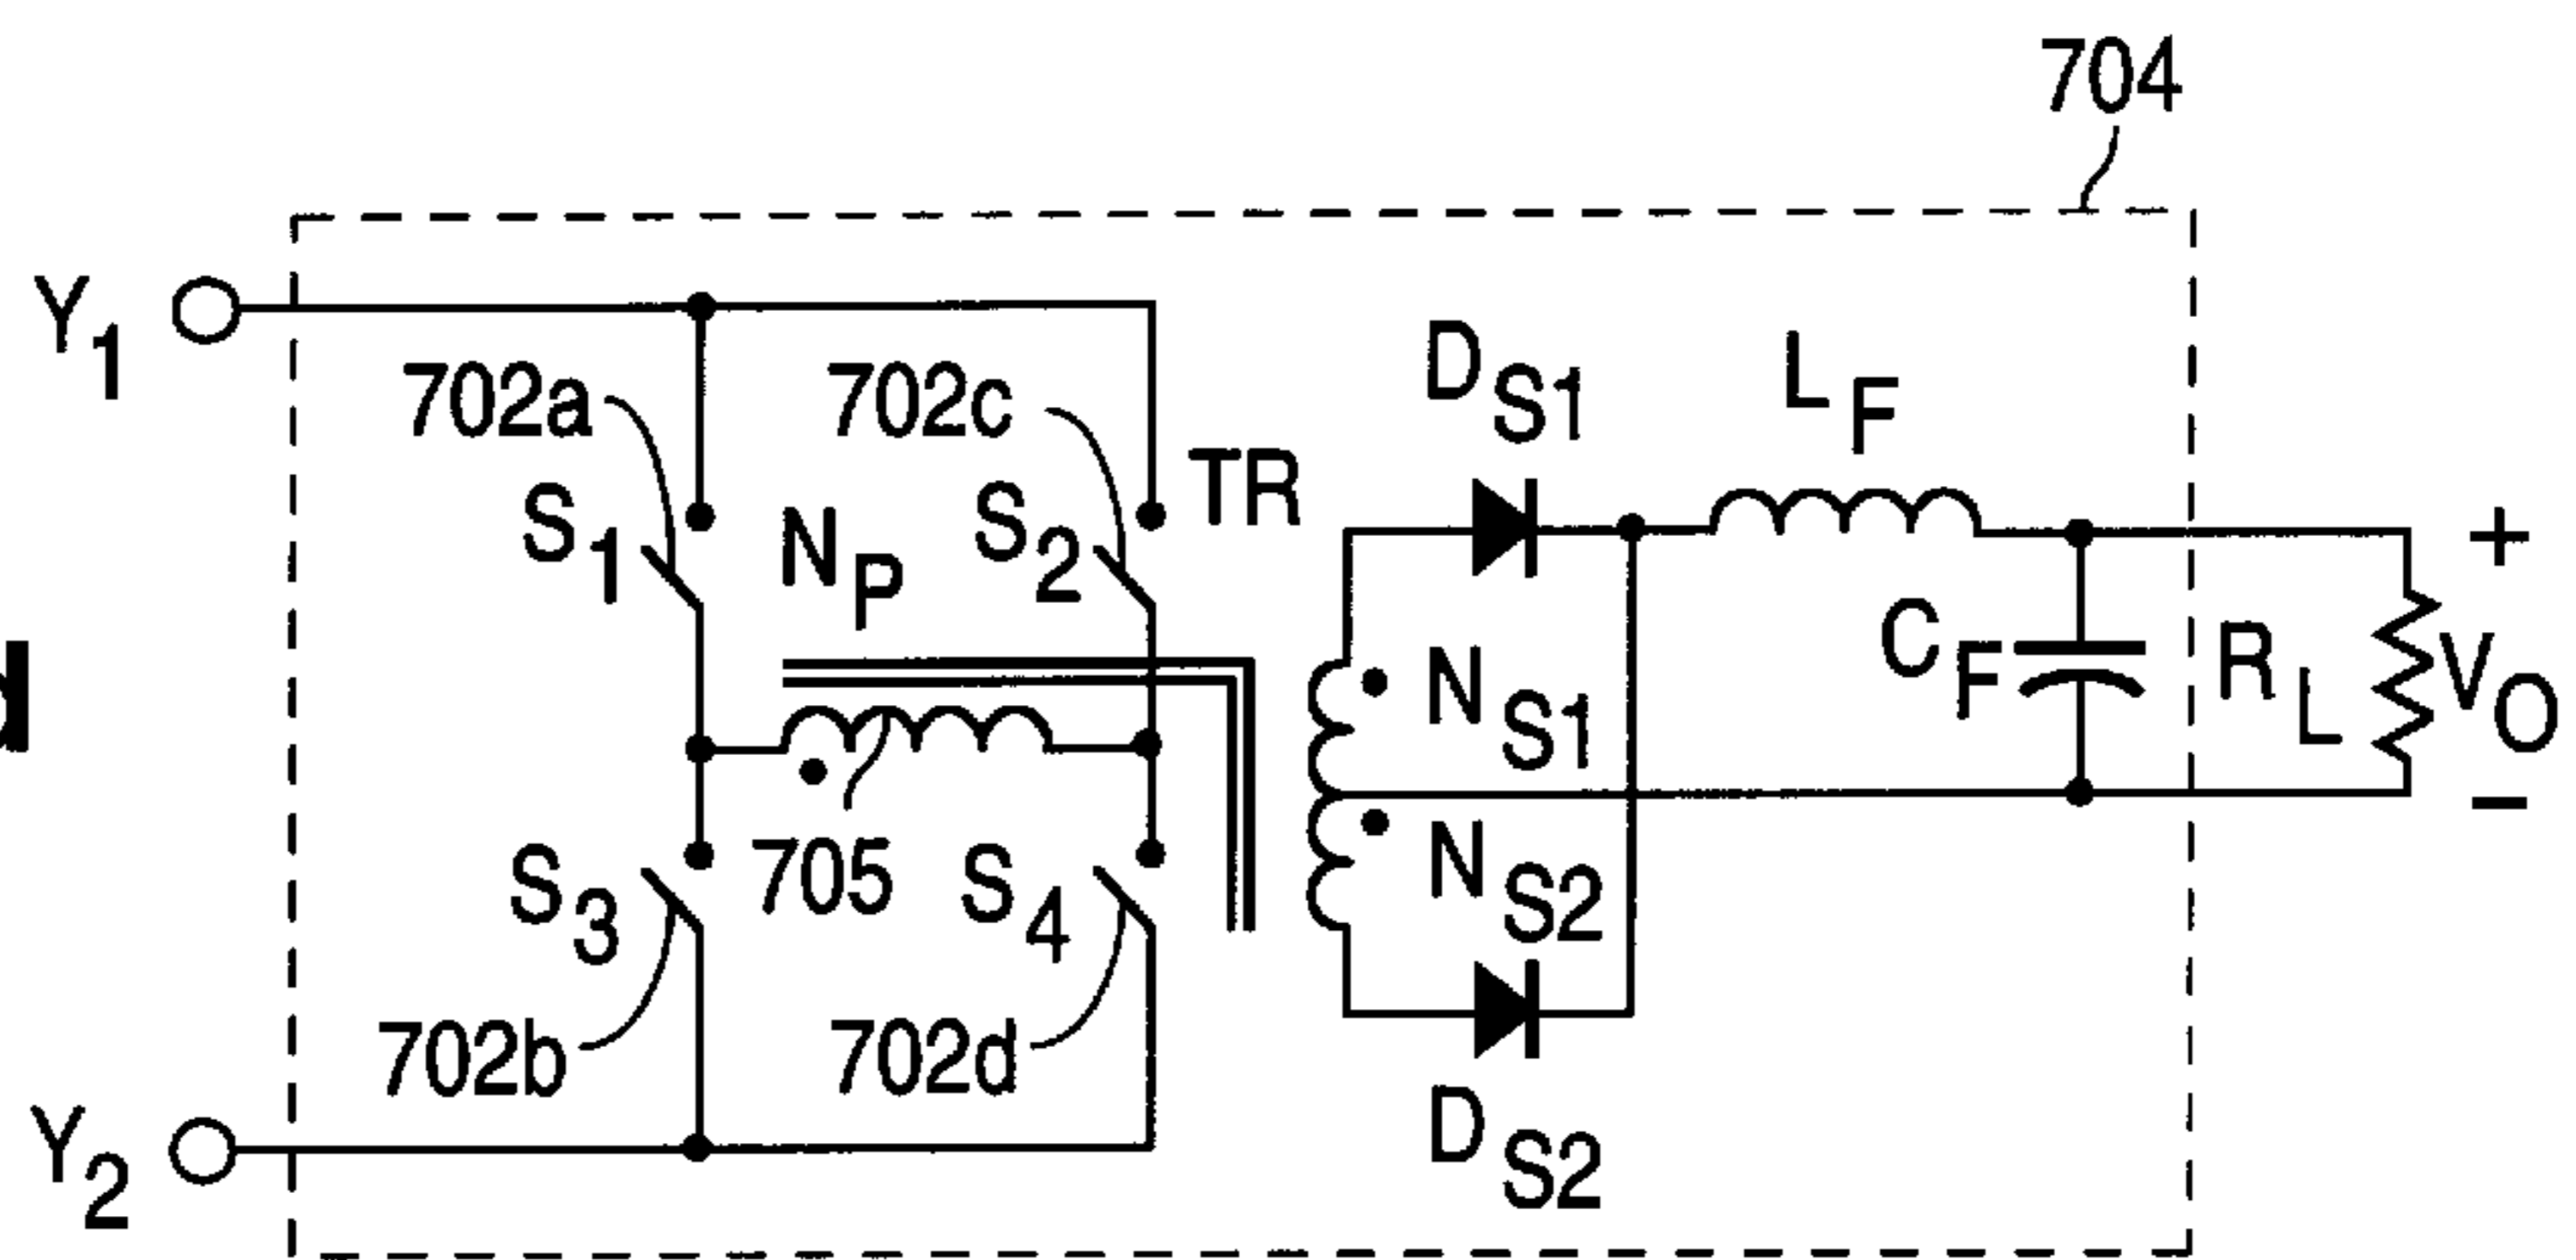 704
Y1
702a
702c
DS1
LF
S1
NP
S2
TR
NS1
CF
RL
+
VO
−
S3
705
S4
NS2
702b
702d
DS2
Y2